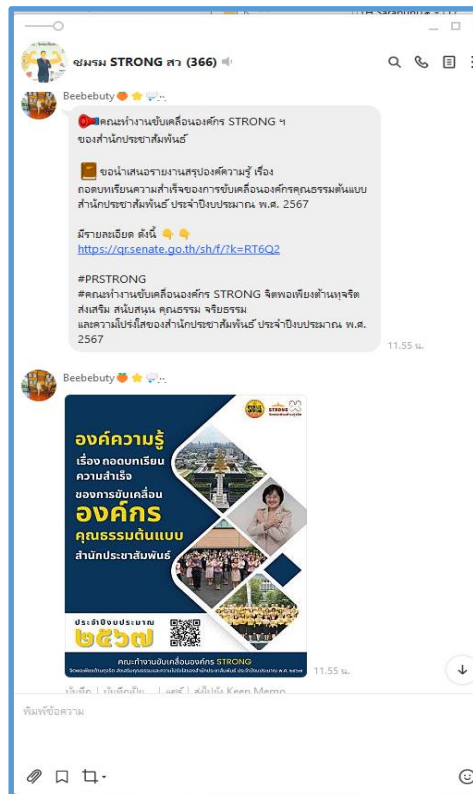 ชมรม STRONG สว (366)
Beebebuty
คณะทำงานขับเคลื่อนองค์กร STRONG ฯ
ของสำนักประชาสัมพันธ์
ขอนำเสนอรายงานสรุปองค์ความรู้ เรื่อง
ถอดบทเรียนความสำเร็จของการขับเคลื่อนองค์กรคุณธรรมต้นแบบ
สำนักประชาสัมพันธ์ ประจำปีงบประมาณ พ.ศ. 2567
มีรายละเอียด ดังนี้
https://qr.senate.go.th/sh/f/?k=RT6Q2
#PRSTRONG
#คณะทำงานขับเคลื่อนองค์กร STRONG จิตพอเพียงต้านทุจริต
ส่งเสริม สนับสนุน คุณธรรม จริยธรรม
และความโปร่งใสของสำนักประชาสัมพันธ์ ประจำปีงบประมาณ พ.ศ.
2567
11.55 น.
Beebebuty
STRONG
องค์ความรู้
เรื่อง ถอดบทเรียน
ความสำเร็จ
ของการขับเคลื่อน
องค์กร
คุณธรรมต้นแบบ
สำนักประชาสัมพันธ์
ประจำปีงบประมาณ
๒๕๖๗
คณะทำงานขับเคลื่อนองค์กร STRONG
11.55 น.
พิมพ์ข้อความ